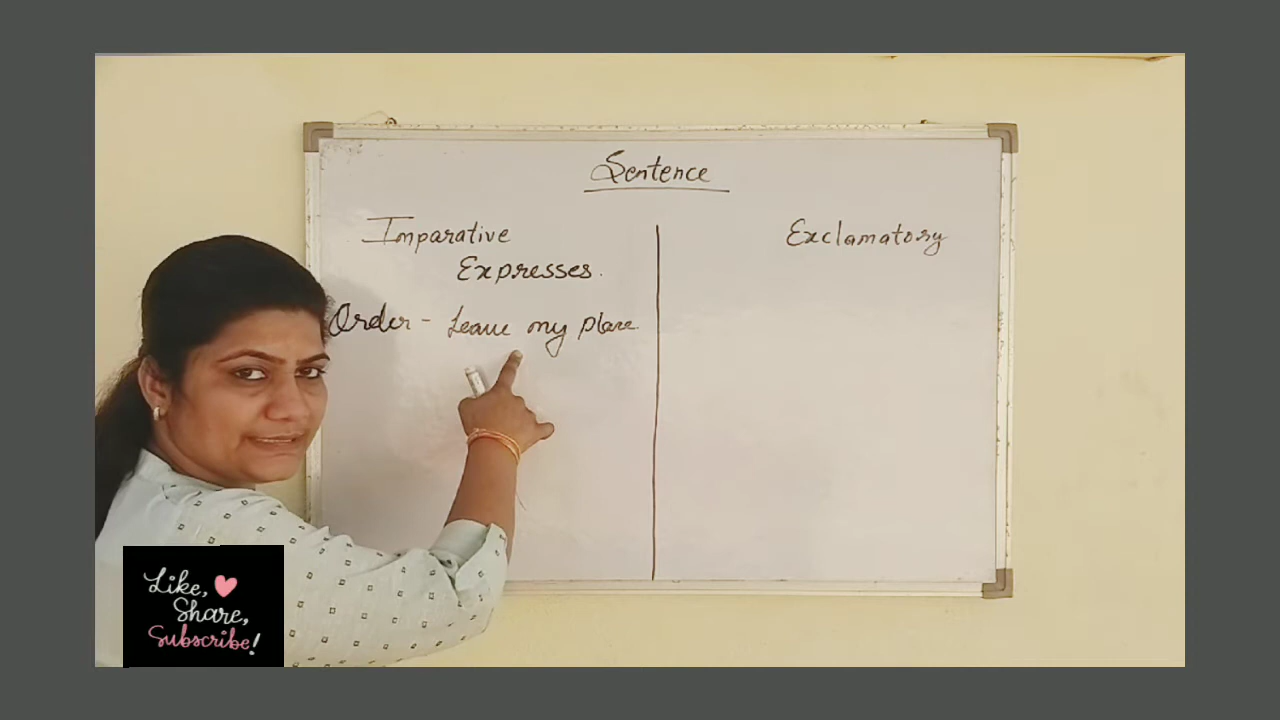 Sentence
Imparative
Expresses.
Order - Leave my place
Exclamatory
Like,
Share,
Subscribe!